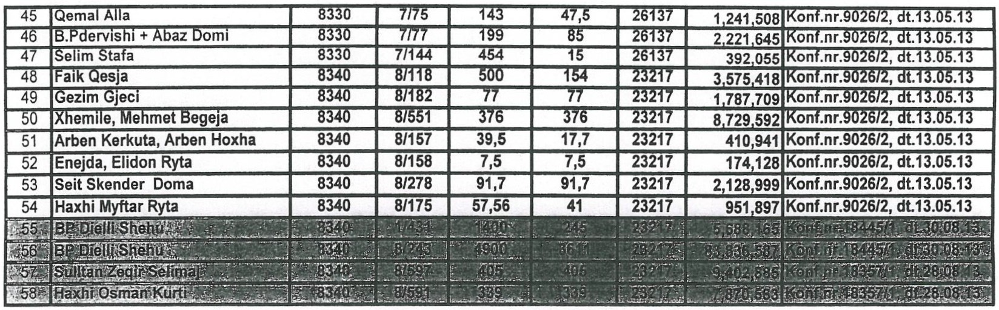 45 Qemal Alla 8330 7/75 143 47,5 26137 1,241,508 Konf.nr.9026/2, dt.13.05.13
46 B.Pdervishi + Abaz Domi 8330 7/77 199 85 26137 2,221,645 Konf.nr.9026/2, dt.13.05.13
47 Selim Stafa 8330 7/144 454 15 26137 392,055 Konf.nr.9026/2, dt.13.05.13
48 Faik Qesja 8340 8/118 500 154 23217 3,575,418 Konf.nr.9026/2, dt.13.05.13
49 Gezim Gjeci 8340 8/182 77 77 23217 1,787,709 Konf.nr.9026/2, dt.13.05.13
50 Xhemile, Mehmet Begeja 8340 8/551 376 376 23217 8,729,592 Konf.nr.9026/2, dt.13.05.13
51 Arben Kerkuta, Arben Hoxha 8340 8/157 39,5 17,7 23217 410,941 Konf.nr.9026/2, dt.13.05.13
52 Enejda, Elidon Ryta 8340 8/158 7,5 7,5 23217 174,128 Konf.nr.9026/2, dt.13.05.13
53 Seit Skender Doma 8340 8/278 91,7 91,7 23217 2,128,999 Konf.nr.9026/2, dt.13.05.13
54 Haxhi Myftar Ryta 8340 8/175 57,56 41 23217 951,897 Konf.nr.9026/2, dt.13.05.13
55 BP Dielli Shehu 8340 1400 245 23217 5,688,165 Konf.nr.18445/1, dt.30.08.13
56 BP Dielli Shehu 8340 8/243 4900 3611 23217 83,836,587 Konf.nr.18445/1, dt.30.08.13
57 Sulltan Zeqir Selimaj 8340 8/597 405 405 23217 9,402,885 Konf.nr.18357/1, dt.28.08.13
58 Haxhi Osman Kurti 8340 8/591 339 339 23217 7,870,563 Konf.nr.18357/1, dt.28.08.13